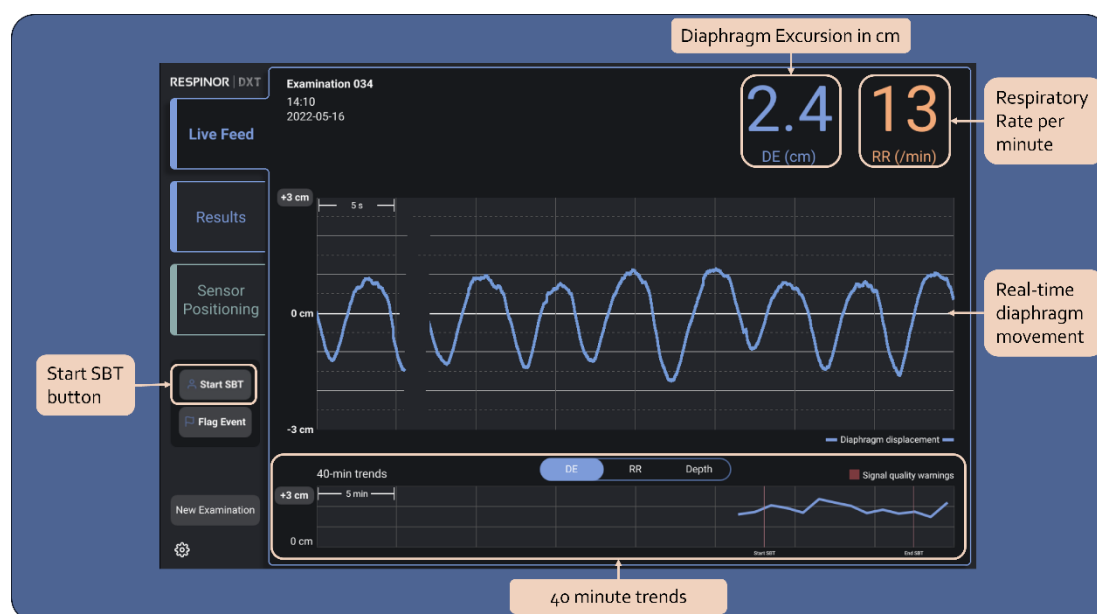 Diaphragm Excursion in cm
RESPINOR | DXT
Examination 034
14:10
2022-05-16
2.4
DE (cm)
13
RR (/min)
Respiratory
Rate per
minute
Live Feed
Results
Sensor
Positioning
+3 cm
5 s
0 cm
-3 cm
Real-time
diaphragm
movement
Start SBT
button
Start SBT
Flag Event
Diaphragm displacement
40-min trends
DE
RR
Depth
Signal quality warnings
+3 cm
5 min
0 cm
Start SBT
End SBT
New Examination
40 minute trends